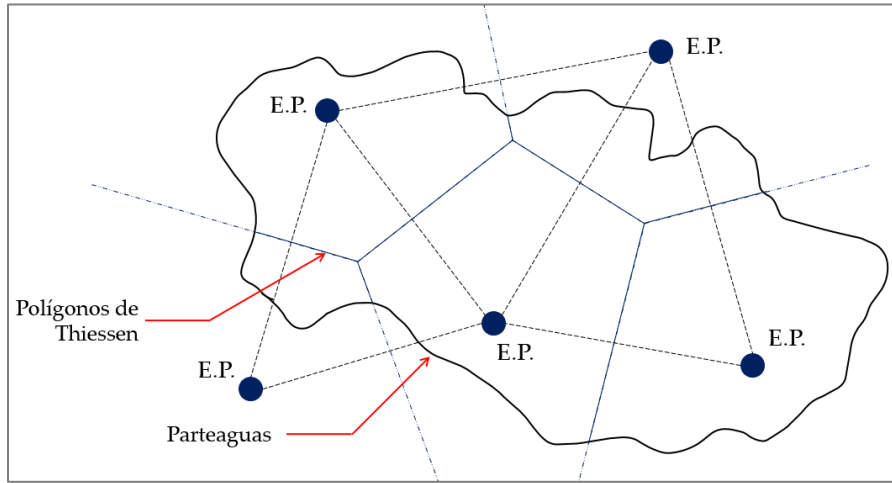 E.P.
E.P.
Polígonos de
Thiessen
E.P.
E.P.
E.P.
Parteaguas